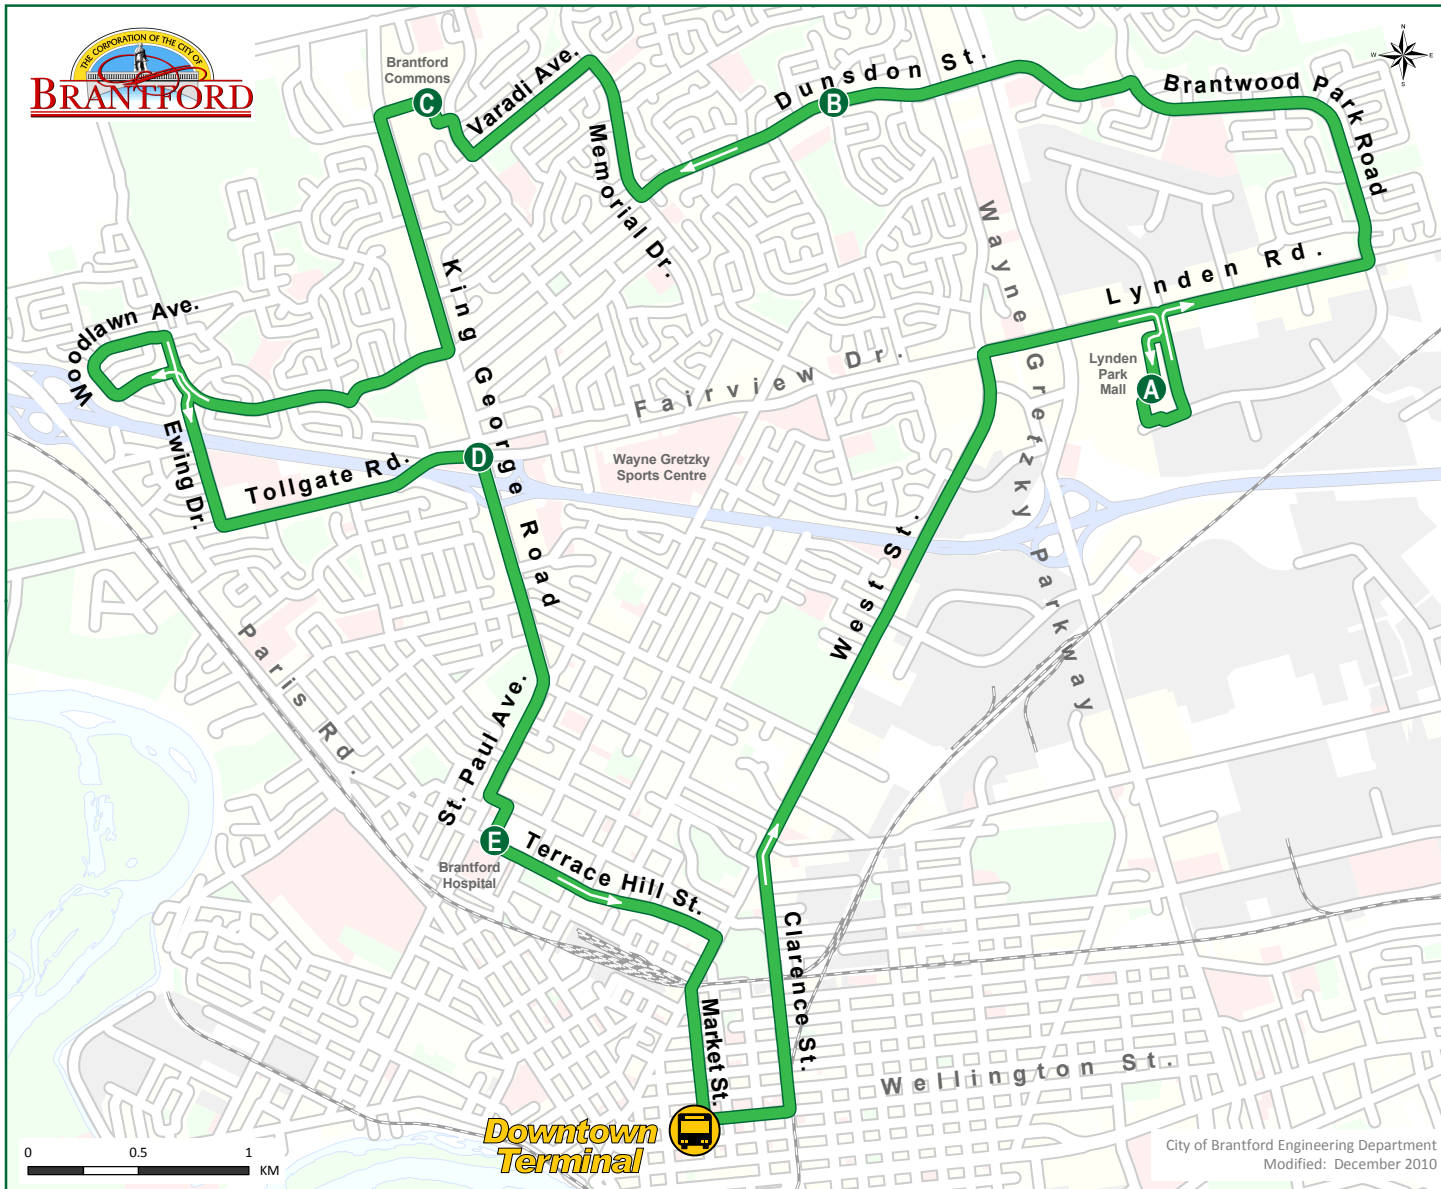 THE CORPORATION OF THE CITY OF
BRANTFORD
Brantford
Commons
C
Varadi Ave.
Dunsdon St.
B
Brantwood Park Road
N
W
E
S
Memorial Dr.
Wayne Gretzky Parkway
Lynden Rd.
King George Road
Woodlawn Ave.
Fairview Dr.
Lynden
Park
Mall
A
Ewing Dr.
Tollgate Rd.
D
Wayne Gretzky
Sports Centre
West St.
Paris Rd.
St. Paul Ave.
E
Brantford
Hospital
Terrace Hill St.
Clarence St.
Market St.
Wellington St.
Downtown
Terminal
0
0.5
1
KM
City of Brantford Engineering Department
Modified: December 2010